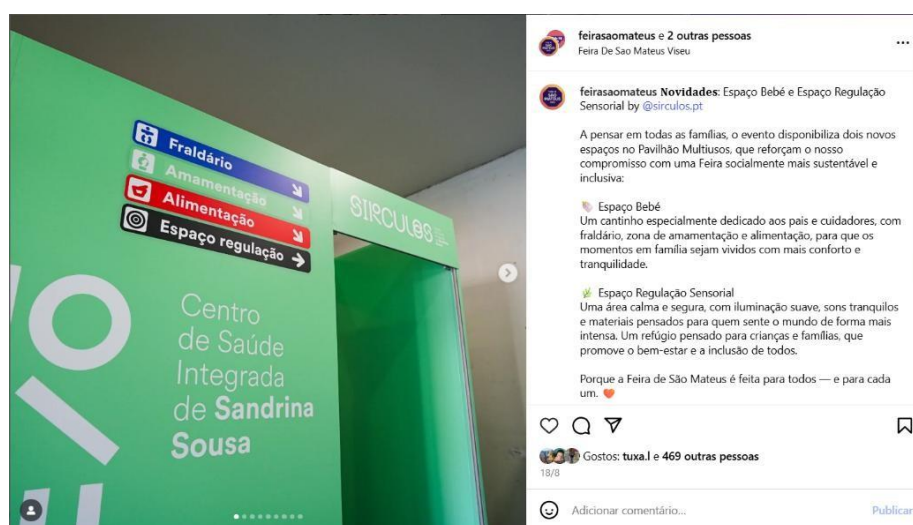 Fraldário
Amamentação
Alimentação
Espaço regulação
SIRCULOS
Centro
de Saúde
Integrada
de Sandrina
Sousa
feirasaomateus e 2 outras pessoas
Feira De Sao Mateus Viseu
feirasaomateus Novidades: Espaço Bebé e Espaço Regulação
Sensorial by @sirculos.pt
A pensar em todas as famílias, o evento disponibiliza dois novos
espaços no Pavilhão Multiusos, que reforçam o nosso
compromisso com uma Feira socialmente mais sustentável e
inclusiva:
Espaço Bebé
Um cantinho especialmente dedicado aos pais e cuidadores, com
fraldário, zona de amamentação e alimentação, para que os
momentos em família sejam vividos com mais conforto e
tranquilidade.
Espaço Regulação Sensorial
Uma área calma e segura, com iluminação suave, sons tranquilos
e materiais pensados para quem sente o mundo de forma mais
intensa. Um refúgio pensado para crianças e famílias, que
promove o bem-estar e a inclusão de todos.
Porque a Feira de São Mateus é feita para todos — e para cada
um.
Gostos: tuxa.l e 469 outras pessoas
18/8
Adicionar comentário...
Publicar